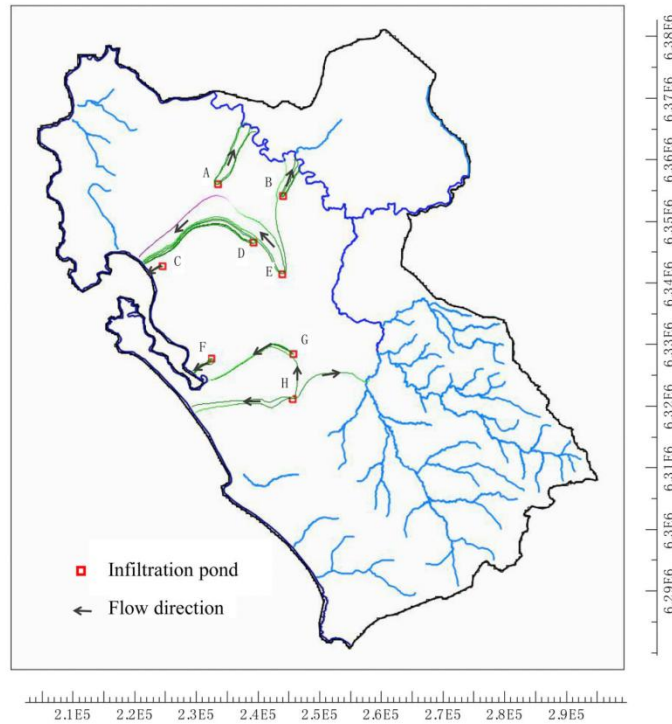 A
B
C
D
E
F
G
H
Infiltration pond
Flow direction
6.38E6
6.37E6
6.36E6
6.35E6
6.34E6
6.33E6
6.32E6
6.31E6
6.3E6
6.29E6
2.1E5 2.2E5 2.3E5 2.4E5 2.5E5 2.6E5 2.7E5 2.8E5 2.9E5